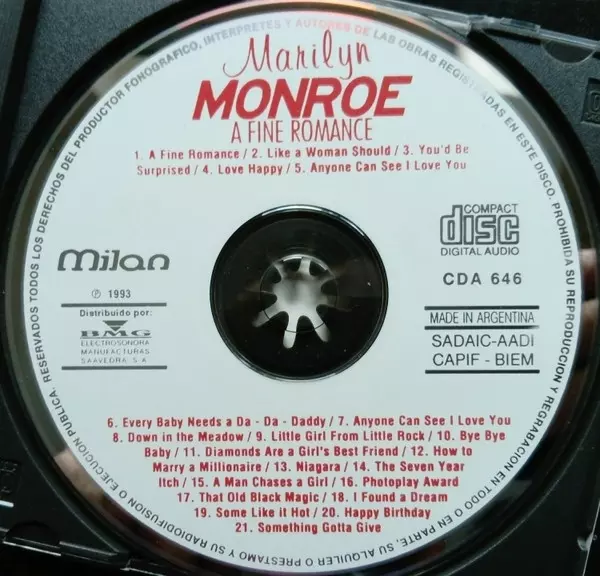 RESERVADOS TODOS LOS DERECHOS DEL PRODUCTOR FONOGRAFICO, INTERPRETES Y AUTORES DE LAS OBRAS REGISTRADAS EN ESTE DISCO. PROHIBIDA SU REPRODUCCION Y REGRABACION EN TODO O EN PARTE, SU ALQUILER O PRESTAMO Y SU RADIODIFUSION O EJECUCION PUBLICA.
Marilyn
MONROE
A FINE ROMANCE
1. A Fine Romance / 2. Like a Woman Should / 3. You'd Be
Surprised / 4. Love Happy / 5. Anyone Can See I Love You
milan
℗ 1993
Distribuido por:
BMG
ELECTROSONORA
MANUFACTURAS
SAAVEDRA S.A
COMPACT
disc
DIGITAL AUDIO
CDA 646
MADE IN ARGENTINA
SADAIC-AADI
CAPIF - BIEM
6. Every Baby Needs a Da - Da - Daddy / 7. Anyone Can See I Love You
8. Down in the Meadow / 9. Little Girl From Little Rock / 10. Bye Bye
Baby / 11. Diamonds Are a Girl's Best Friend / 12. How to
Marry a Millionaire / 13. Niagara / 14. The Seven Year
Itch / 15. A Man Chases a Girl / 16. Photoplay Award
17. That Old Black Magic / 18. I Found a Dream
19. Some Like it Hot / 20. Happy Birthday
21. Something Gotta Give